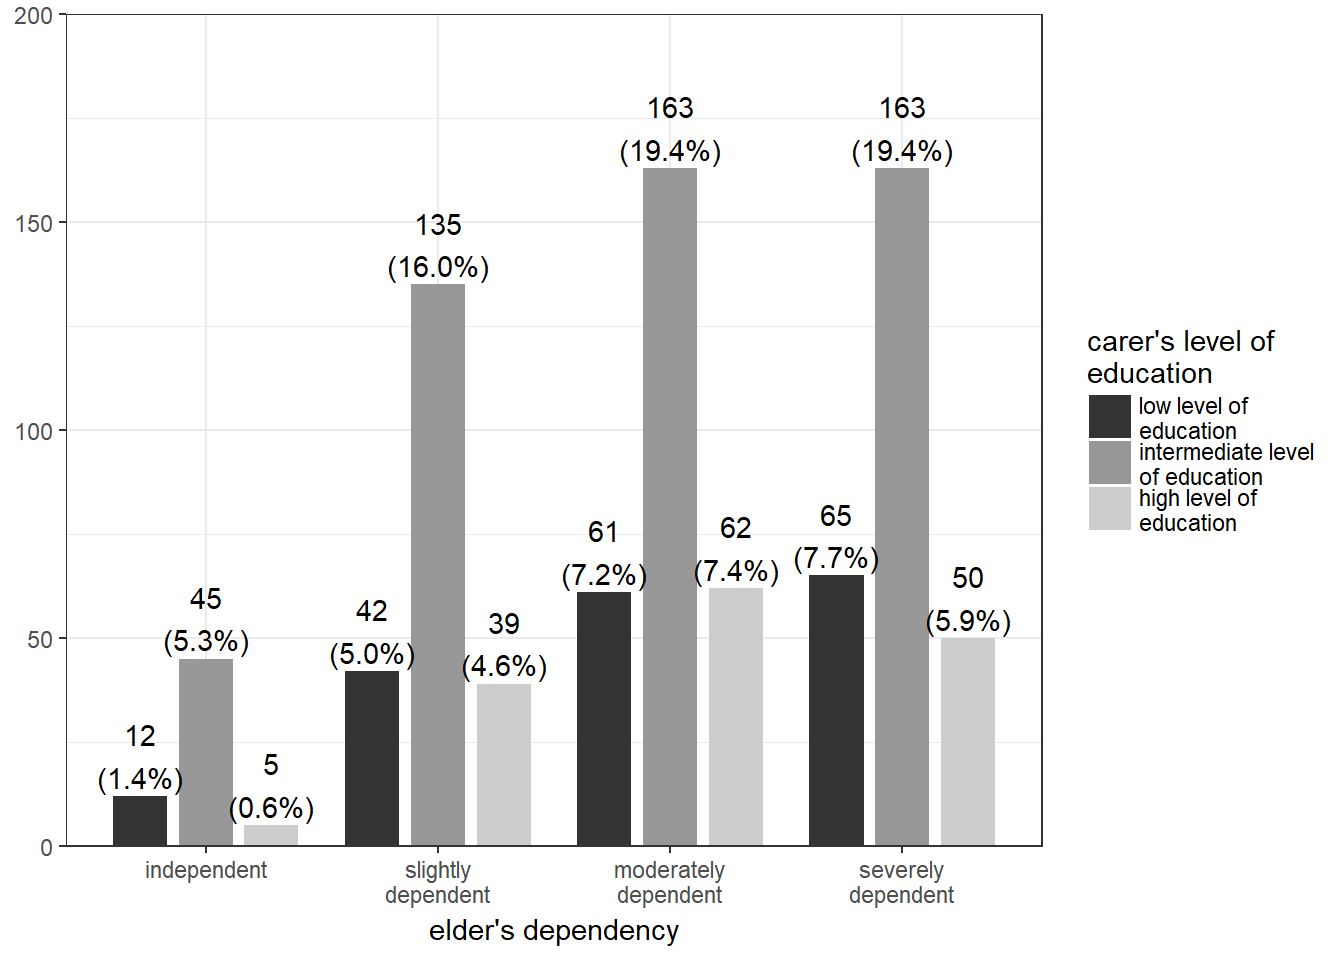 200
150
100
50
0
12
(1.4%)
45
(5.3%)
5
(0.6%)
42
(5.0%)
135
(16.0%)
39
(4.6%)
61
(7.2%)
163
(19.4%)
62
(7.4%)
65
(7.7%)
163
(19.4%)
50
(5.9%)
independent
slightly
dependent
moderately
dependent
severely
dependent
elder's dependency
carer's level of
education
low level of
education
intermediate level
of education
high level of
education